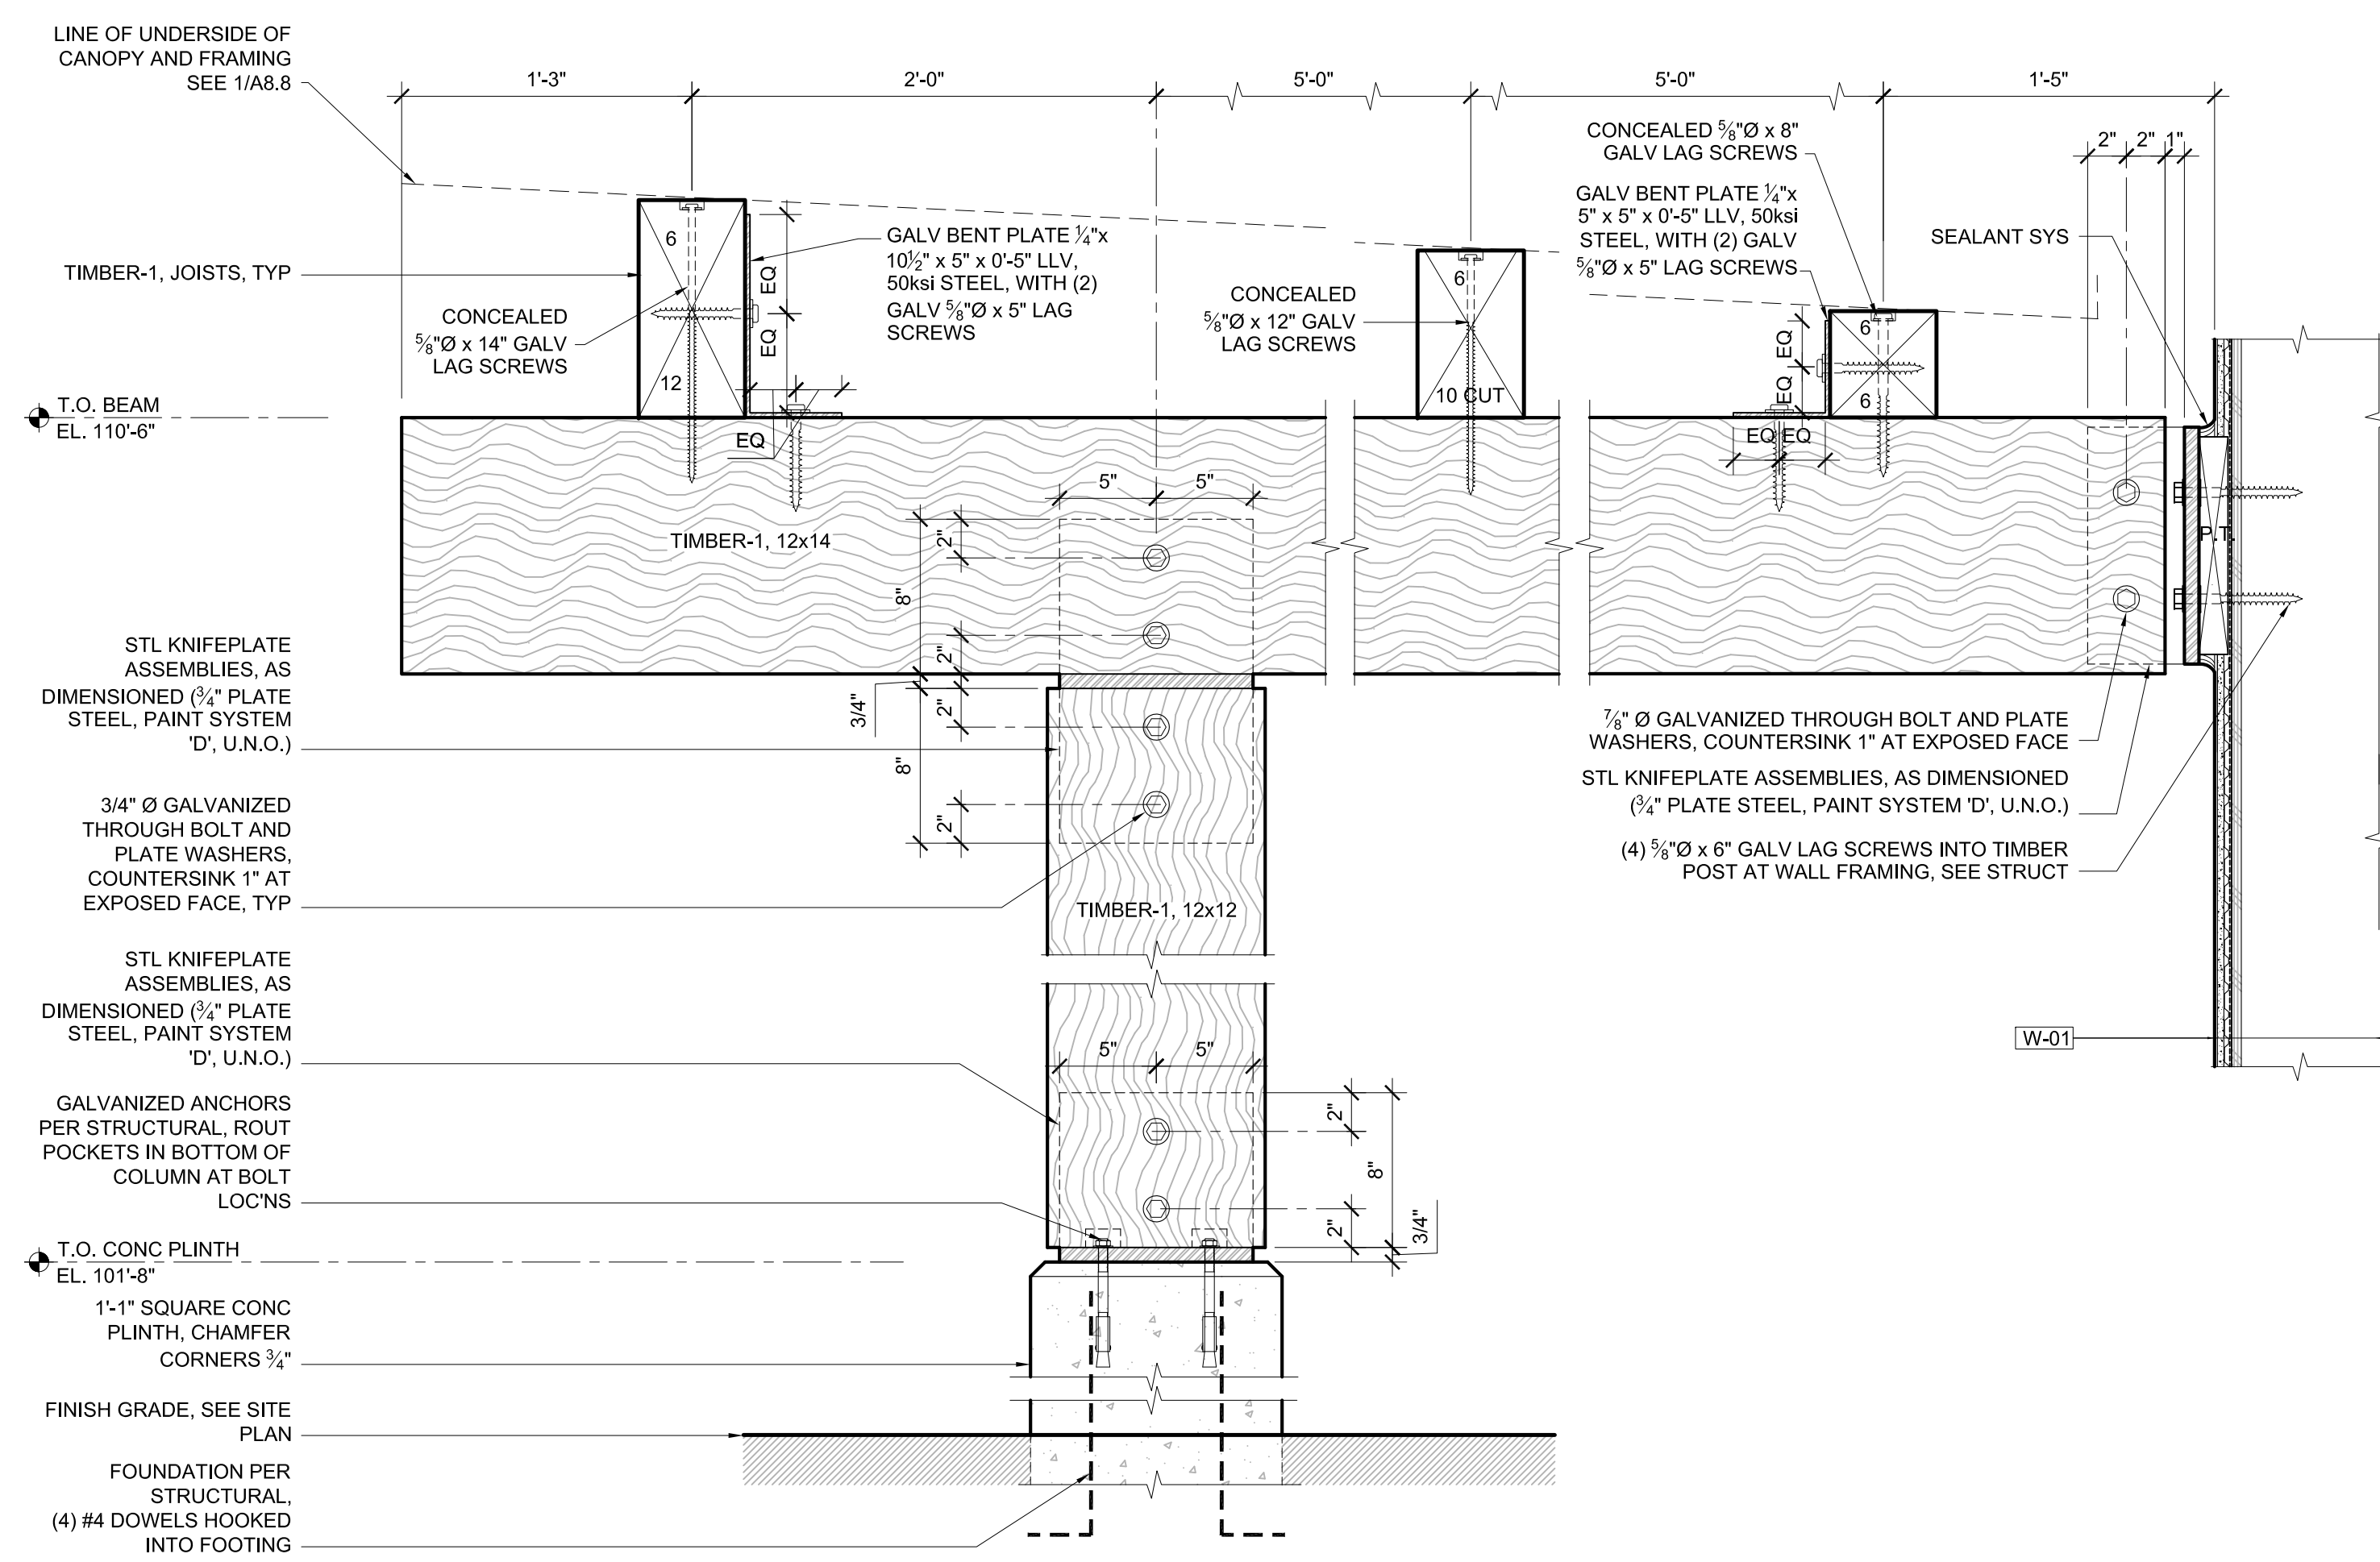 LINE OF UNDERSIDE OF
CANOPY AND FRAMING
SEE 1/A8.8
1'-3"
2'-0"
5'-0"
5'-0"
1'-5"
CONCEALED ⅝"Ø x 8"
GALV LAG SCREWS
2"
2"
1"
GALV BENT PLATE ¼"x
5" x 5" x 0'-5" LLV, 50ksi
STEEL, WITH (2) GALV
⅝"Ø x 5" LAG SCREWS
SEALANT SYS
TIMBER-1, JOISTS, TYP
6
12
EQ
EQ
EQ
GALV BENT PLATE ¼"x
10½" x 5" x 0'-5" LLV,
50ksi STEEL, WITH (2)
GALV ⅝"Ø x 5" LAG
SCREWS
CONCEALED
⅝"Ø x 14" GALV
LAG SCREWS
CONCEALED
⅝"Ø x 12" GALV
LAG SCREWS
6
10 CUT
EQ
EQ
6
6
EQ
EQ
T.O. BEAM
EL. 110'-6"
5"
5"
TIMBER-1, 12x14
2"
8"
2"
P.T.
STL KNIFEPLATE
ASSEMBLIES, AS
DIMENSIONED (¾" PLATE
STEEL, PAINT SYSTEM
'D', U.N.O.)
3/4"
2"
8"
2"
⅞" Ø GALVANIZED THROUGH BOLT AND PLATE
WASHERS, COUNTERSINK 1" AT EXPOSED FACE
STL KNIFEPLATE ASSEMBLIES, AS DIMENSIONED
(¾" PLATE STEEL, PAINT SYSTEM 'D', U.N.O.)
(4) ⅝"Ø x 6" GALV LAG SCREWS INTO TIMBER
POST AT WALL FRAMING, SEE STRUCT
3/4" Ø GALVANIZED
THROUGH BOLT AND
PLATE WASHERS,
COUNTERSINK 1" AT
EXPOSED FACE, TYP
TIMBER-1, 12x12
STL KNIFEPLATE
ASSEMBLIES, AS
DIMENSIONED (¾" PLATE
STEEL, PAINT SYSTEM
'D', U.N.O.)
W-01
5"
5"
2"
8"
2"
3/4"
GALVANIZED ANCHORS
PER STRUCTURAL, ROUT
POCKETS IN BOTTOM OF
COLUMN AT BOLT
LOC'NS
T.O. CONC PLINTH
EL. 101'-8"
1'-1" SQUARE CONC
PLINTH, CHAMFER
CORNERS ¾"
FINISH GRADE, SEE SITE
PLAN
FOUNDATION PER
STRUCTURAL,
(4) #4 DOWELS HOOKED
INTO FOOTING